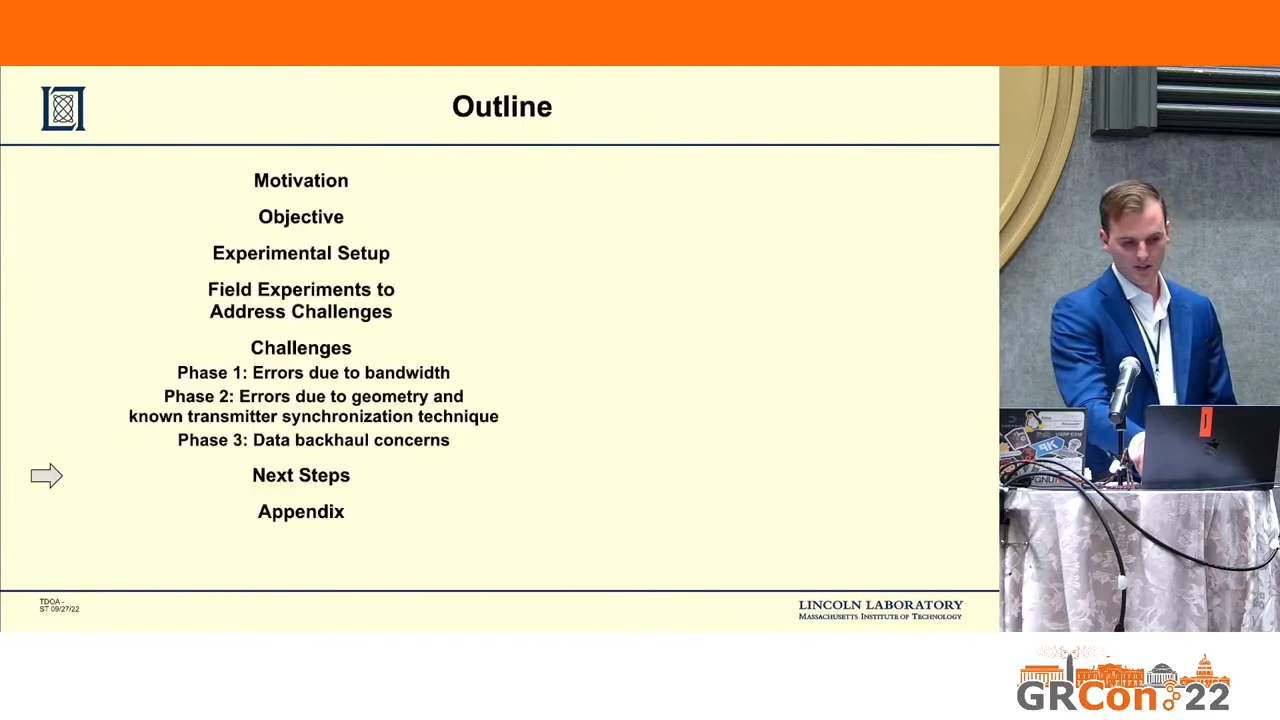 Outline
Motivation
Objective
Experimental Setup
Field Experiments to
Address Challenges
Challenges
Phase 1: Errors due to bandwidth
Phase 2: Errors due to geometry and
known transmitter synchronization technique
Phase 3: Data backhaul concerns
Next Steps
Appendix
TDOA -
ST 09/27/22
LINCOLN LABORATORY
MASSACHUSETTS INSTITUTE OF TECHNOLOGY
GRCon 22